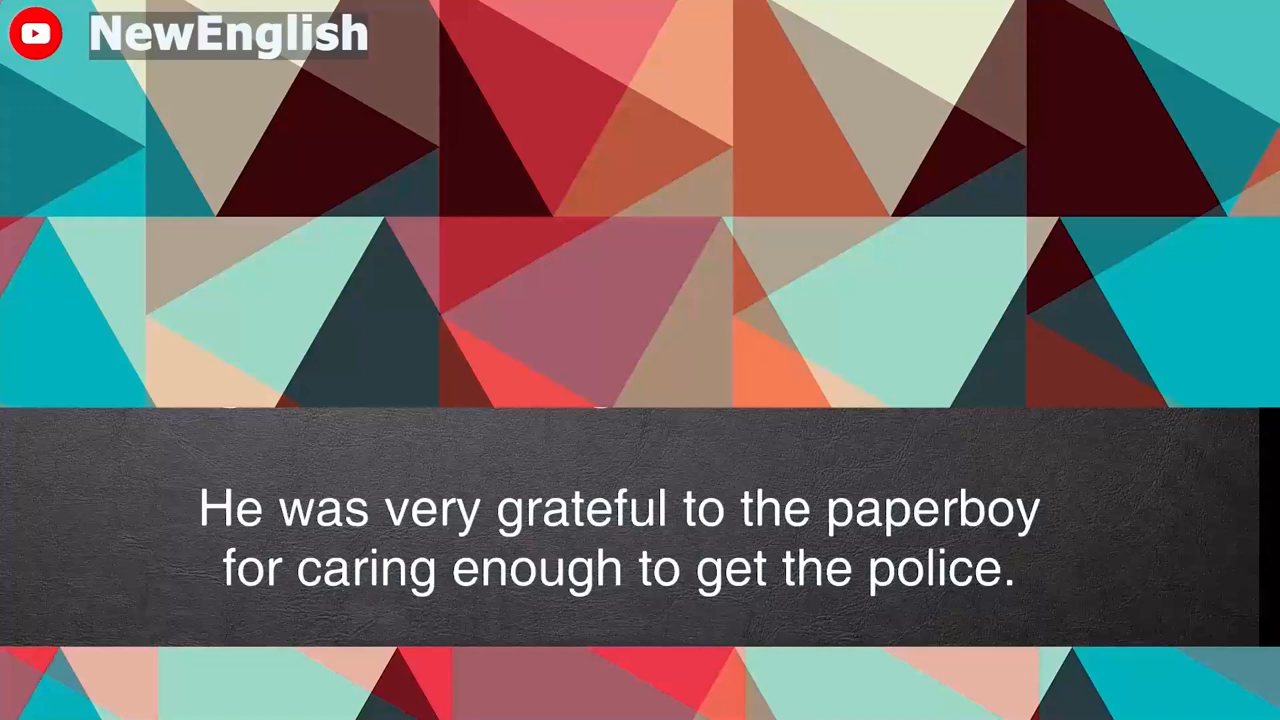 NewEnglish
He was very grateful to the paperboy
for caring enough to get the police.